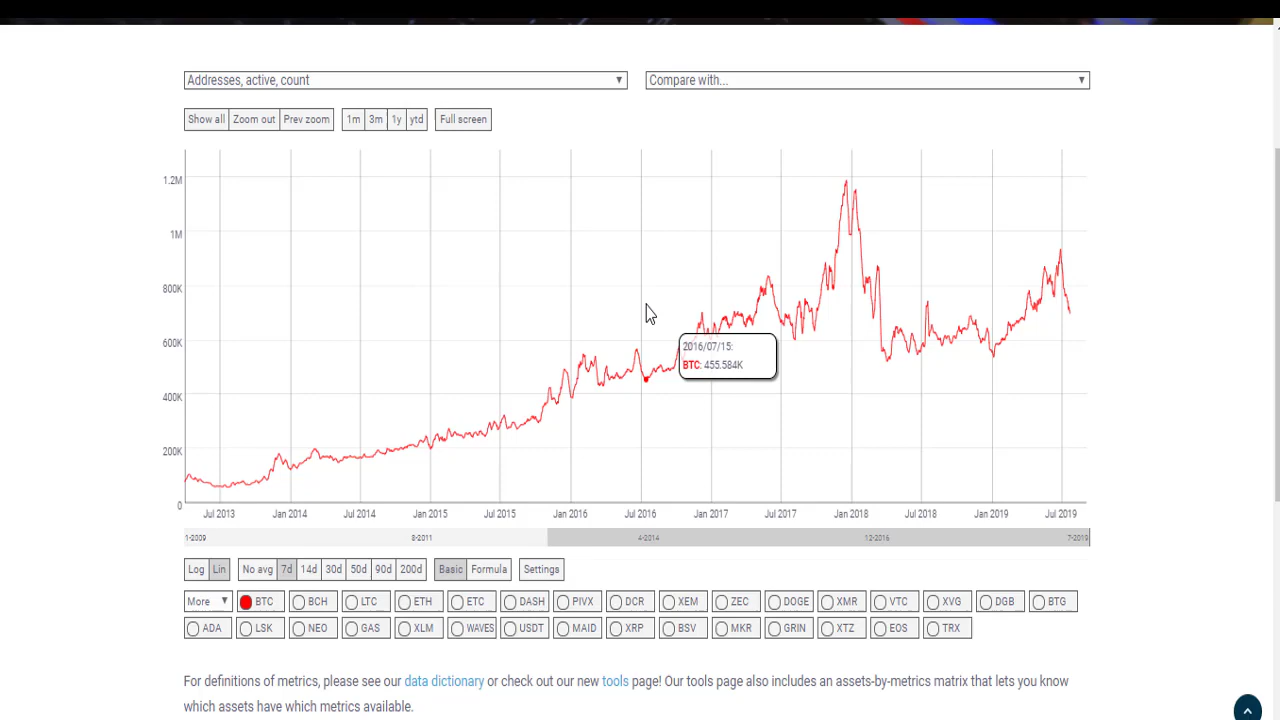 Addresses, active, count ▼ Compare with... ▼
Show all Zoom out Prev zoom 1m 3m 1y ytd Full screen
1.2M
1M
800K
600K
400K
200K
0
2016/07/15:
BTC: 455.584K
Jul 2013 Jan 2014 Jul 2014 Jan 2015 Jul 2015 Jan 2016 Jul 2016 Jan 2017 Jul 2017 Jan 2018 Jul 2018 Jan 2019 Jul 2019
1-2009 8-2011 4-2014 12-2016 7-2019
Log Lin No avg 7d 14d 30d 50d 90d 200d Basic Formula Settings
More ▼ BTC BCH LTC ETH ETC DASH PIVX DCR XEM ZEC DOGE XMR VTC XVG DGB BTG
ADA LSK NEO GAS XLM WAVES USDT MAID XRP BSV MKR GRIN XTZ EOS TRX
For definitions of metrics, please see our data dictionary or check out our new tools page! Our tools page also includes an assets-by-metrics matrix that lets you know
which assets have which metrics available.